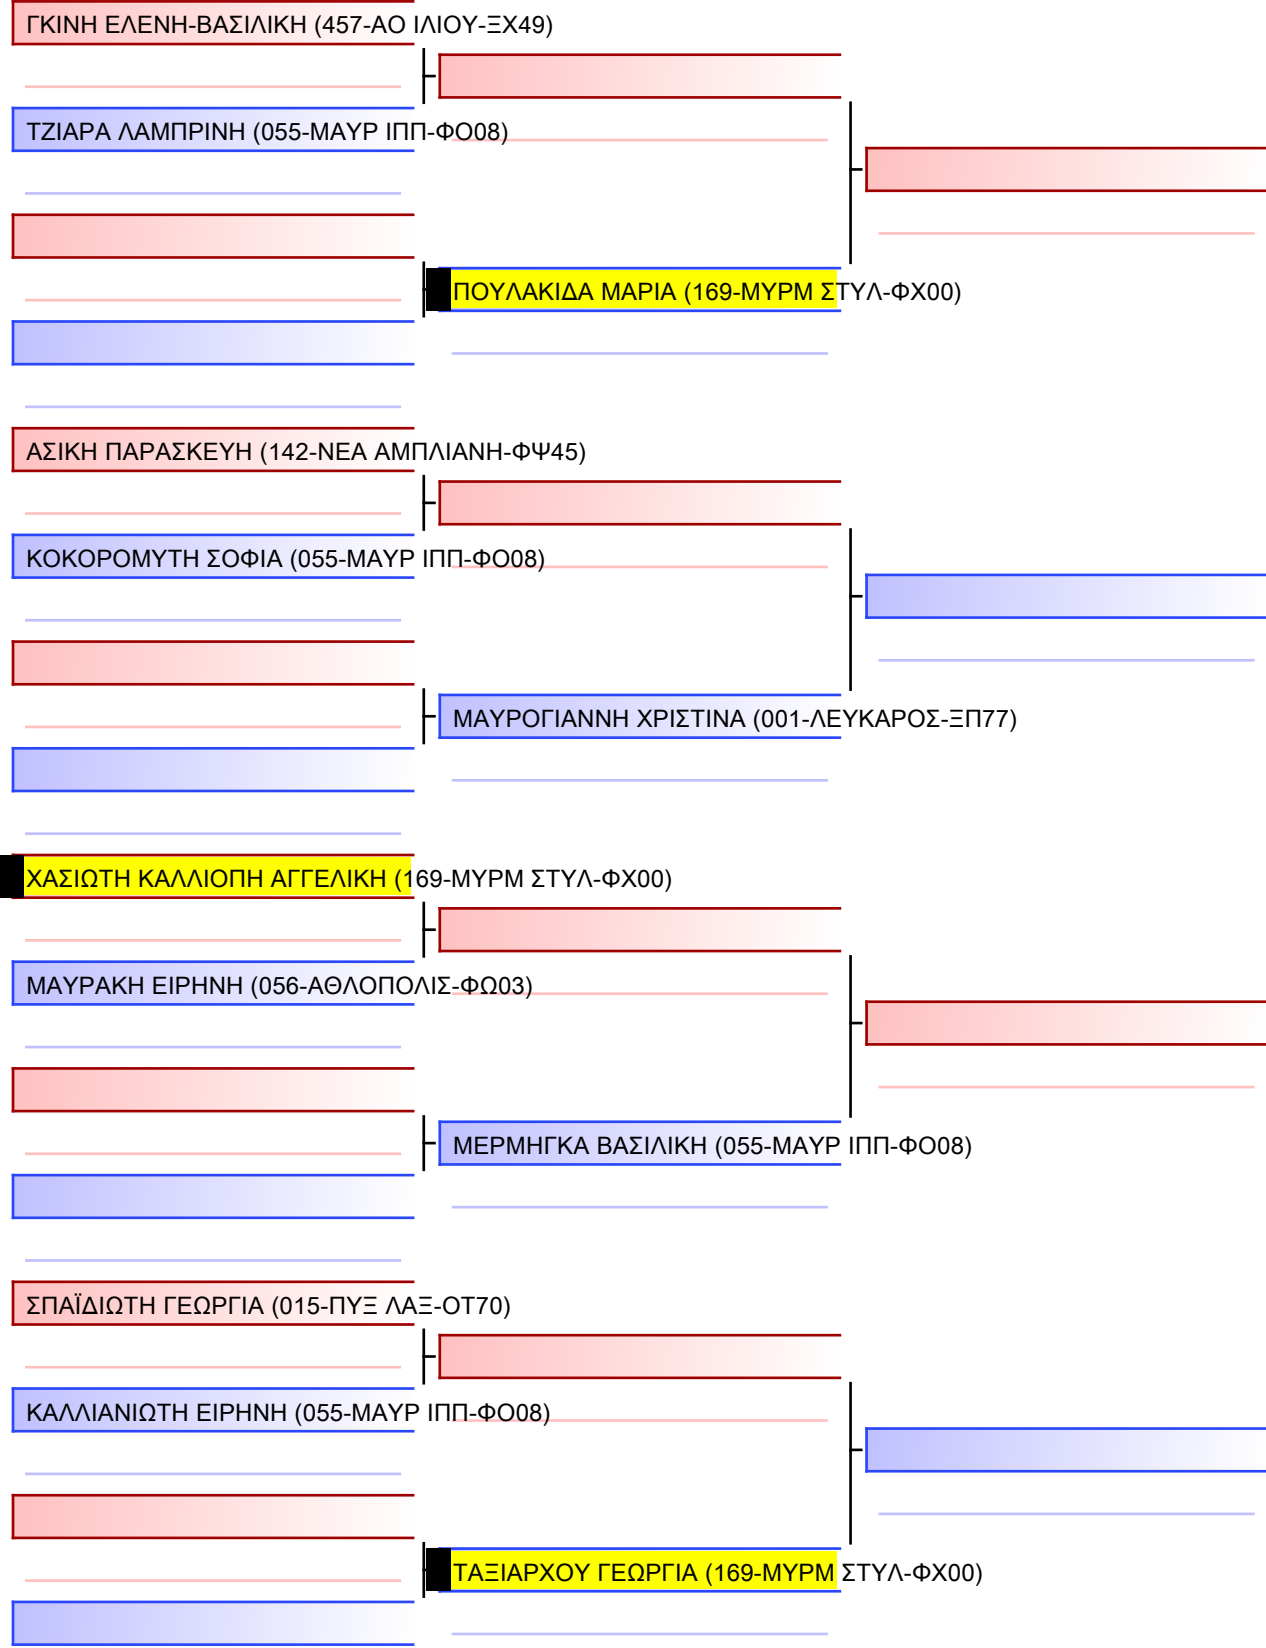 ΓΚΙΝΗ ΕΛΕΝΗ-ΒΑΣΙΛΙΚΗ (457-ΑΟ ΙΛΙΟΥ-ΞΧ49)
ΤΖΙΑΡΑ ΛΑΜΠΡΙΝΗ (055-ΜΑΥΡ ΙΠΠ-ΦΟ08)
ΠΟΥΛΑΚΙΔΑ ΜΑΡΙΑ (169-ΜΥΡΜ ΣΤΥΛ-ΦΧ00)
ΑΣΙΚΗ ΠΑΡΑΣΚΕΥΗ (142-ΝΕΑ ΑΜΠΛΙΑΝΗ-ΦΨ45)
ΚΟΚΟΡΟΜΥΤΗ ΣΟΦΙΑ (055-ΜΑΥΡ ΙΠΠ-ΦΟ08)
ΜΑΥΡΟΓΙΑΝΝΗ ΧΡΙΣΤΙΝΑ (001-ΛΕΥΚΑΡΟΣ-ΞΠ77)
ΧΑΣΙΩΤΗ ΚΑΛΛΙΟΠΗ ΑΓΓΕΛΙΚΗ (169-ΜΥΡΜ ΣΤΥΛ-ΦΧ00)
ΜΑΥΡΑΚΗ ΕΙΡΗΝΗ (056-ΑΘΛΟΠΟΛΙΣ-ΦΩ03)
ΜΕΡΜΗΓΚΑ ΒΑΣΙΛΙΚΗ (055-ΜΑΥΡ ΙΠΠ-ΦΟ08)
ΣΠΑΪΔΙΩΤΗ ΓΕΩΡΓΙΑ (015-ΠΥΞ ΛΑΞ-ΟΤ70)
ΚΑΛΛΙΑΝΙΩΤΗ ΕΙΡΗΝΗ (055-ΜΑΥΡ ΙΠΠ-ΦΟ08)
ΤΑΞΙΑΡΧΟΥ ΓΕΩΡΓΙΑ (169-ΜΥΡΜ ΣΤΥΛ-ΦΧ00)